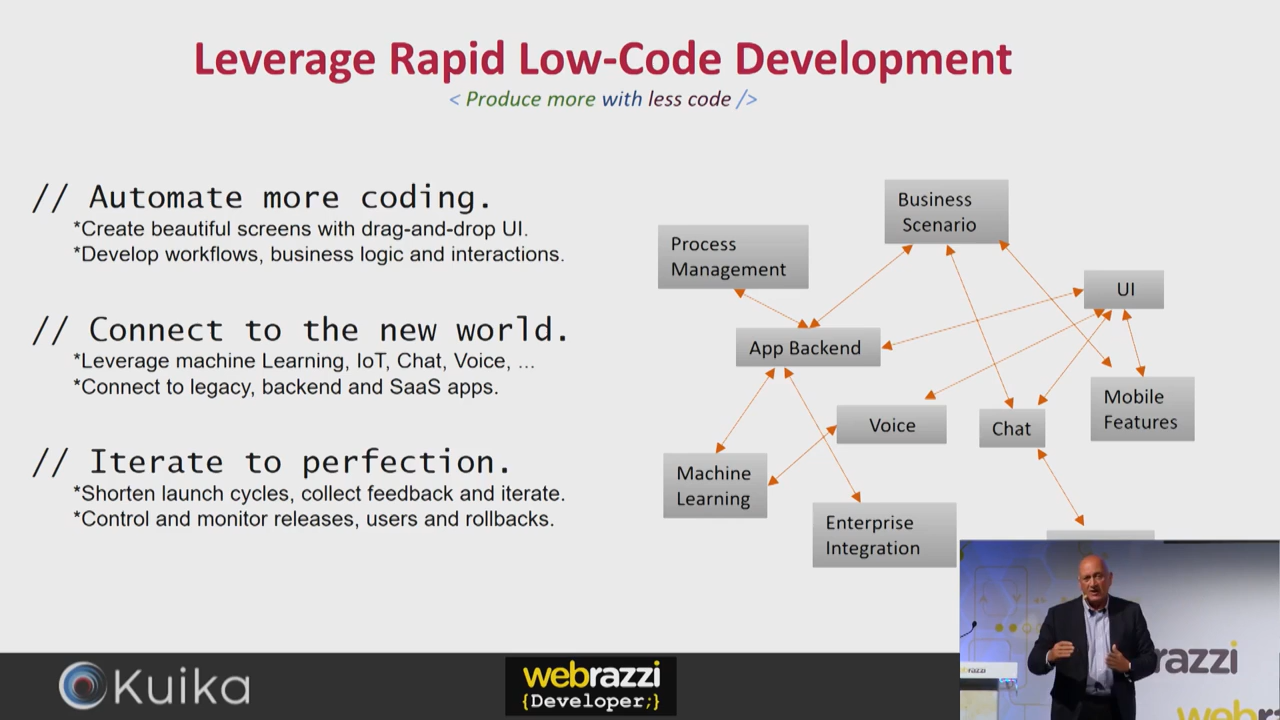 Leverage Rapid Low-Code Development
< Produce more with less code />
// Automate more coding.
*Create beautiful screens with drag-and-drop UI.
*Develop workflows, business logic and interactions.
// Connect to the new world.
*Leverage machine Learning, IoT, Chat, Voice, ...
*Connect to legacy, backend and SaaS apps.
// Iterate to perfection.
*Shorten launch cycles, collect feedback and iterate.
*Control and monitor releases, users and rollbacks.
Business
Scenario
Process
Management
UI
App Backend
Mobile
Features
Voice
Chat
Machine
Learning
Enterprise
Integration
Kuika
webrazzi
{Developer;}
razzi
webrazzi
webra